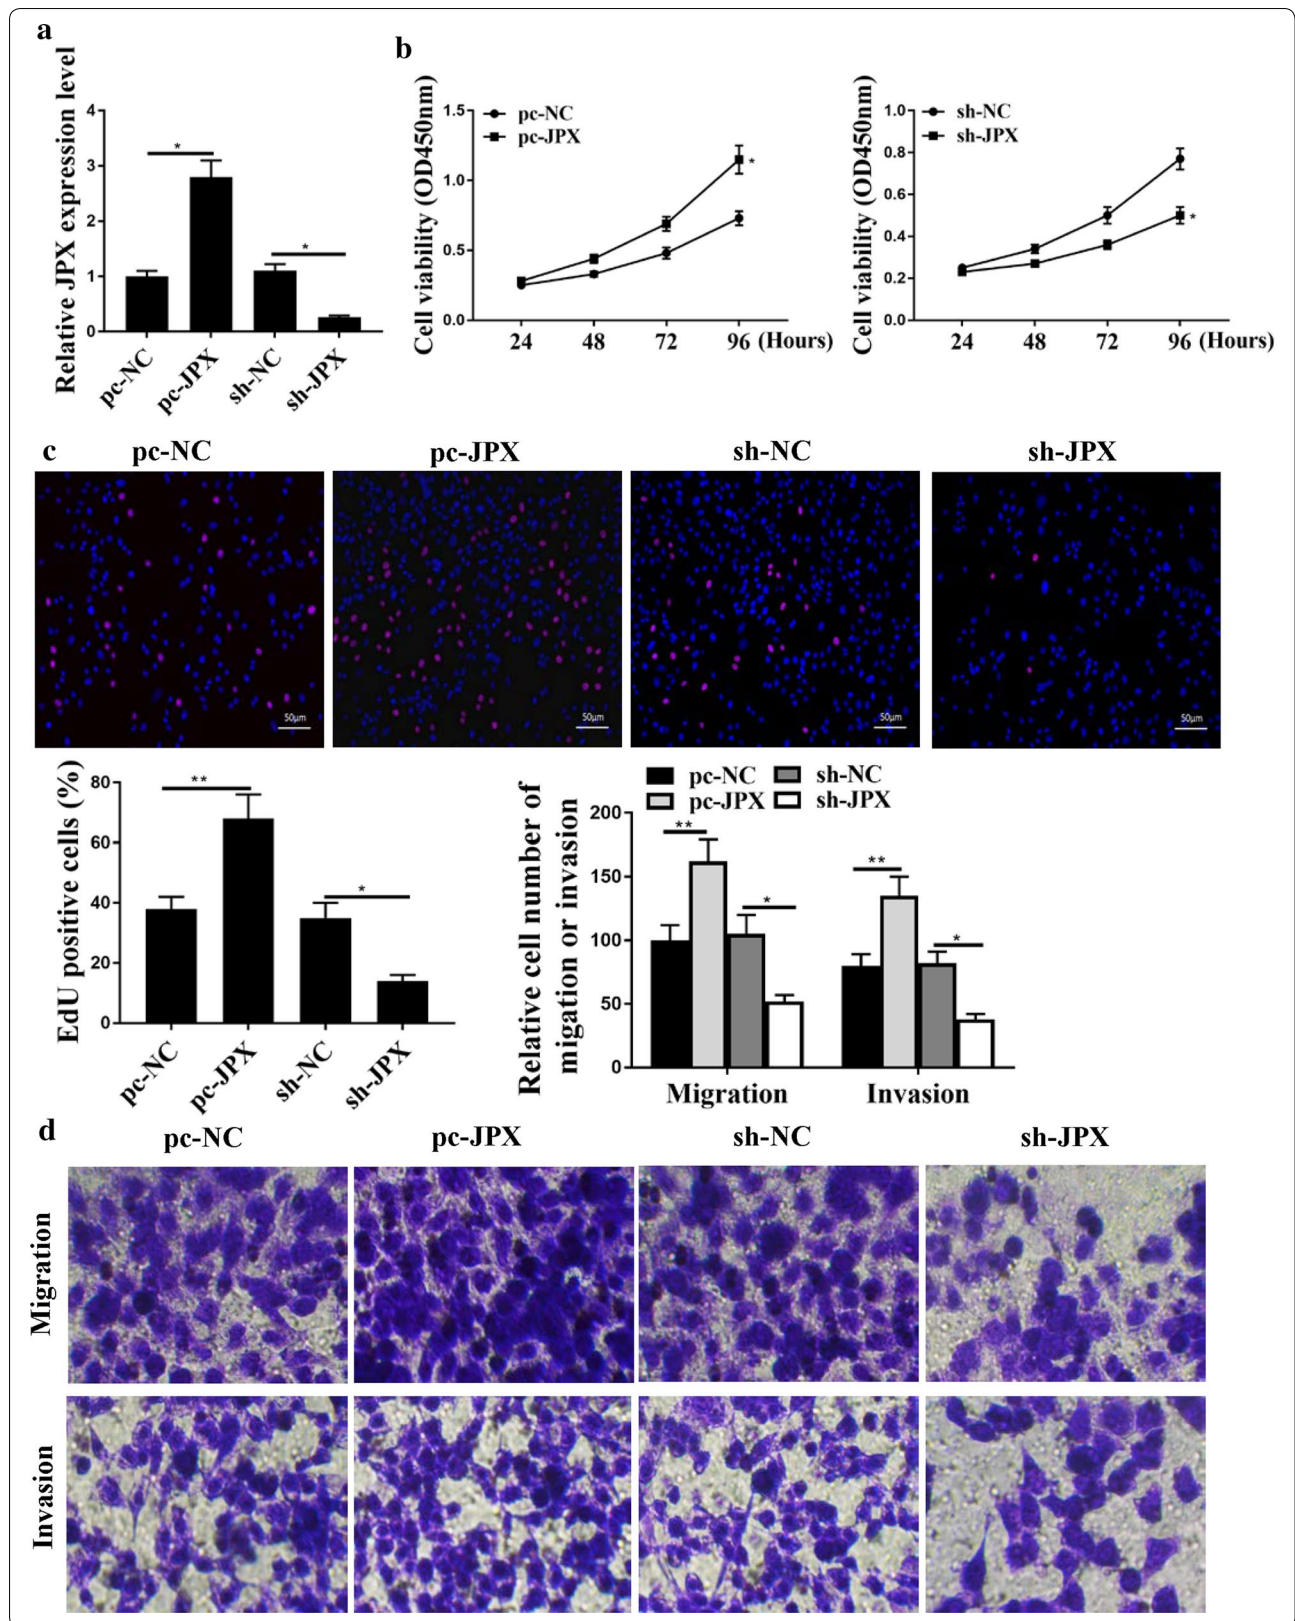 a
Relative JPX expression level
4
3
2
1
0
*
*
pc-NC
pc-JPX
sh-NC
sh-JPX
b
Cell viability (OD450nm)
1.5
1.0
0.5
0.0
pc-NC
pc-JPX
*
24 48 72 96 (Hours)
Cell viability (OD450nm)
1.0
0.8
0.6
0.4
0.2
0.0
sh-NC
sh-JPX
*
24 48 72 96 (Hours)
c
pc-NC pc-JPX sh-NC sh-JPX
50μm 50μm 50μm 50μm
EdU positive cells (%)
80
60
40
20
0
**
*
pc-NC
pc-JPX
sh-NC
sh-JPX
Relative cell number of
migation or invasion
pc-NC sh-NC
pc-JPX sh-JPX
200
150
100
50
0
**
*
**
*
Migration Invasion
d
pc-NC pc-JPX sh-NC sh-JPX
Migration
Invasion